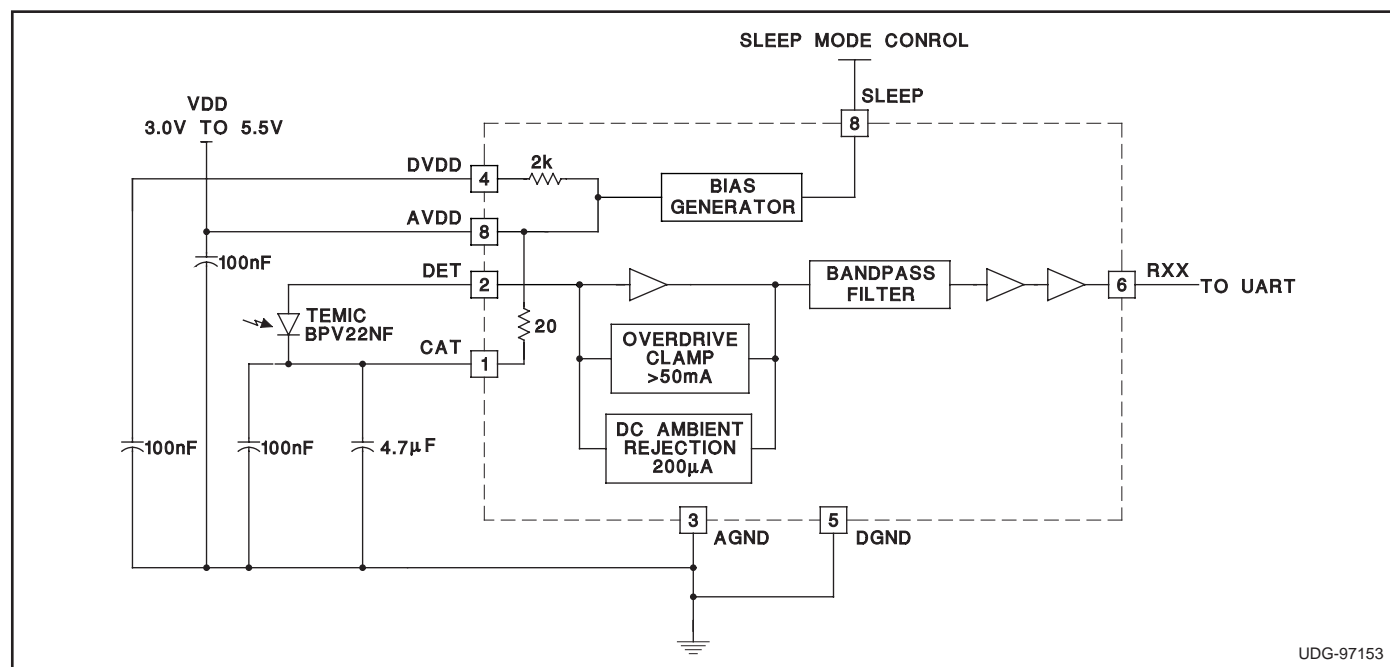 SLEEP MODE CONROL
SLEEP
8
VDD
3.0V TO 5.5V
DVDD
4
2k
BIAS
GENERATOR
AVDD
8
100nF
DET
2
BANDPASS
FILTER
6
RXX
TO UART
TEMIC
BPV22NF
20
OVERDRIVE
CLAMP
>50mA
CAT
1
100nF
100nF
4.7µF
DC AMBIENT
REJECTION
200µA
3
AGND
5
DGND
UDG-97153